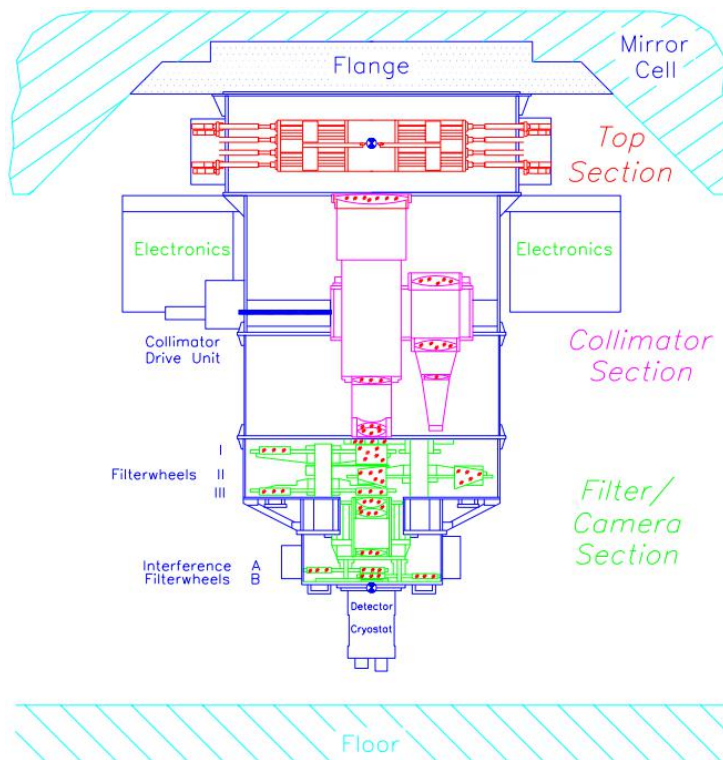 Flange
Mirror
Cell
Top
Section
Electronics
Electronics
Collimator
Drive Unit
Collimator
Section
I
Filterwheels II
III
Filter/
Camera
Section
Interference A
Filterwheels B
Detector
Cryostat
Floor